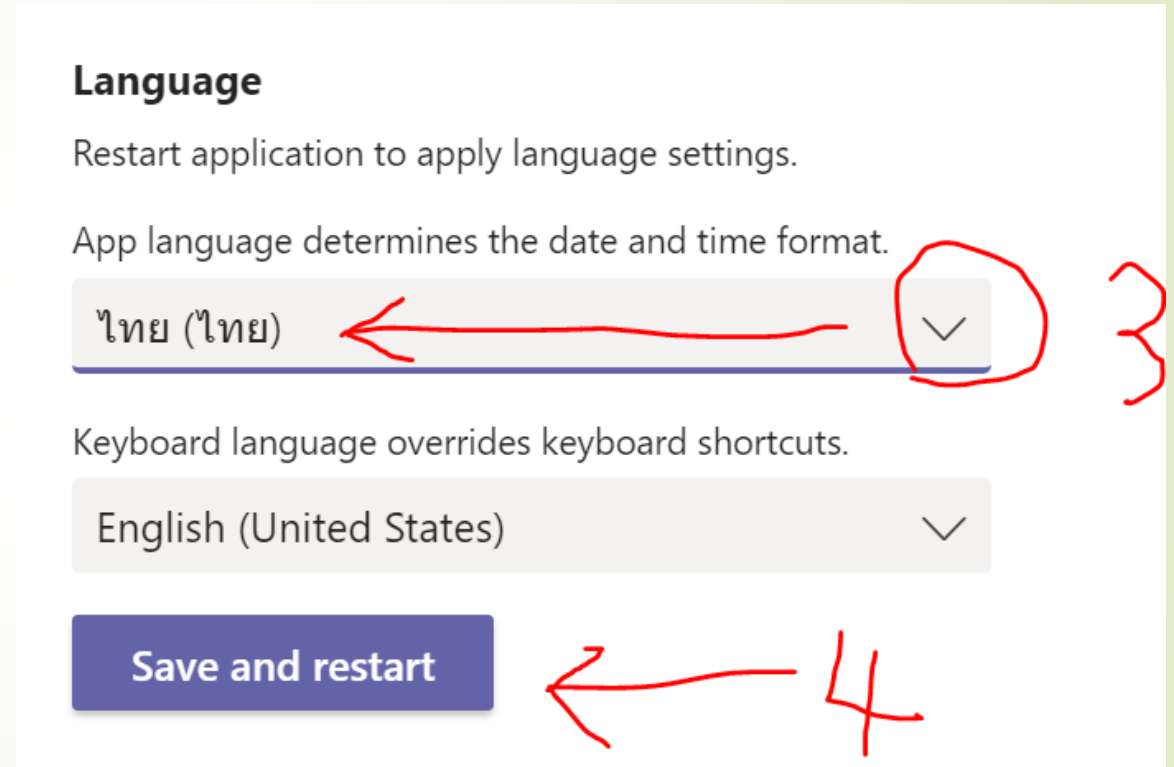 Language
Restart application to apply language settings.
App language determines the date and time format.
ไทย (ไทย)
3
Keyboard language overrides keyboard shortcuts.
English (United States)
Save and restart
4